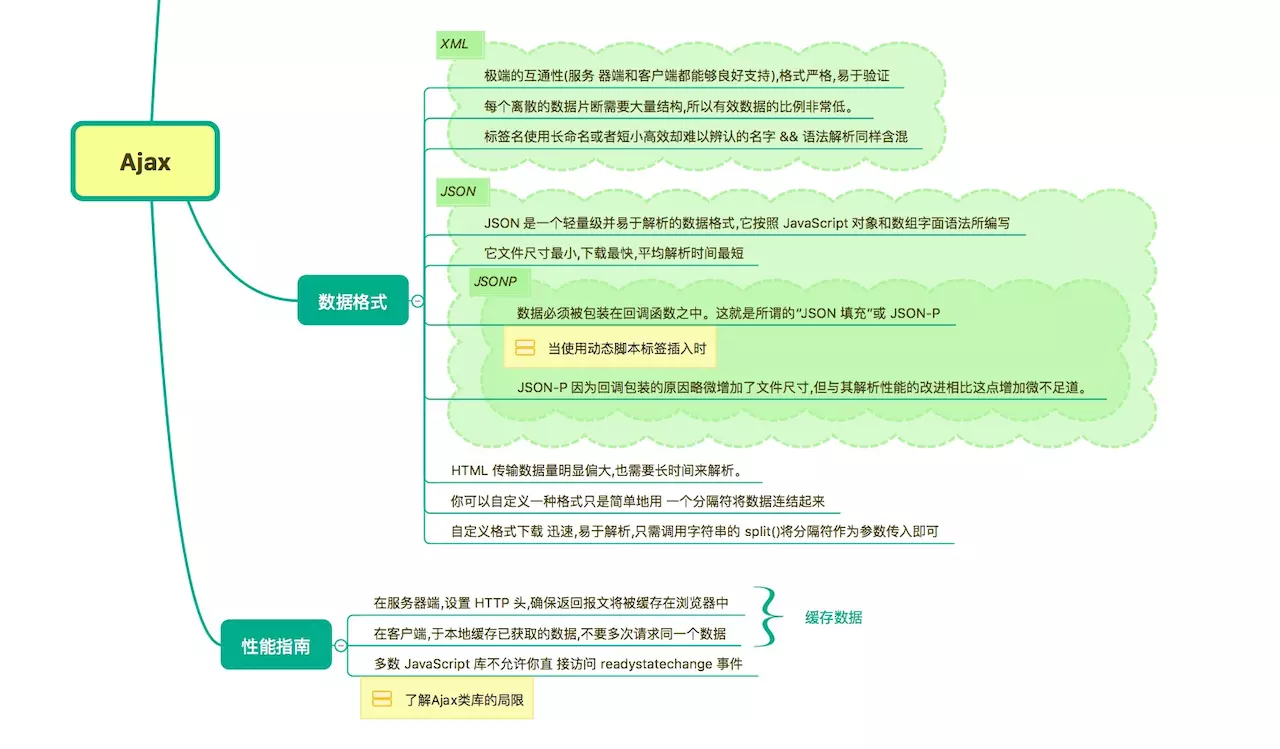 Ajax
数据格式
XML
极端的互通性(服务 器端和客户端都能够良好支持),格式严格,易于验证
每个离散的数据片断需要大量结构,所以有效数据的比例非常低。
标签名使用长命名或者短小高效却难以辨认的名字 && 语法解析同样含混
JSON
JSON 是一个轻量级并易于解析的数据格式,它按照 JavaScript 对象和数组字面语法所编写
它文件尺寸最小,下载最快,平均解析时间最短
JSONP
数据必须被包装在回调函数之中。这就是所谓的“JSON 填充”或 JSON-P
当使用动态脚本标签插入时
JSON-P 因为回调包装的原因略微增加了文件尺寸,但与其解析性能的改进相比这点增加微不足道。
HTML 传输数据量明显偏大,也需要长时间来解析。
你可以自定义一种格式只是简单地用 一个分隔符将数据连结起来
自定义格式下载 迅速,易于解析,只需调用字符串的 split()将分隔符作为参数传入即可
性能指南
在服务器端,设置 HTTP 头,确保返回报文将被缓存在浏览器中
在客户端,于本地缓存已获取的数据,不要多次请求同一个数据
缓存数据
多数 JavaScript 库不允许你直 接访问 readystatechange 事件
了解Ajax类库的局限